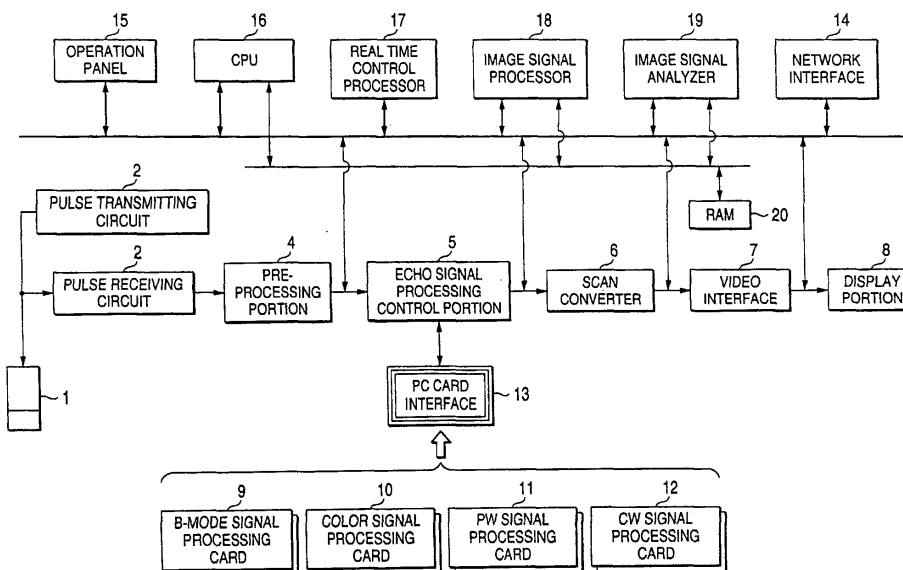 15
OPERATION
PANEL
16
CPU
17
REAL TIME
CONTROL
PROCESSOR
18
IMAGE SIGNAL
PROCESSOR
19
IMAGE SIGNAL
ANALYZER
14
NETWORK
INTERFACE
2
PULSE TRANSMITTING
CIRCUIT
RAM
20
2
PULSE RECEIVING
CIRCUIT
4
PRE-
PROCESSING
PORTION
5
ECHO SIGNAL
PROCESSING
CONTROL PORTION
6
SCAN
CONVERTER
7
VIDEO
INTERFACE
8
DISPLAY
PORTION
1
PC CARD
INTERFACE
13
9
B-MODE SIGNAL
PROCESSING
CARD
10
COLOR SIGNAL
PROCESSING
CARD
11
PW SIGNAL
PROCESSING
CARD
12
CW SIGNAL
PROCESSING
CARD